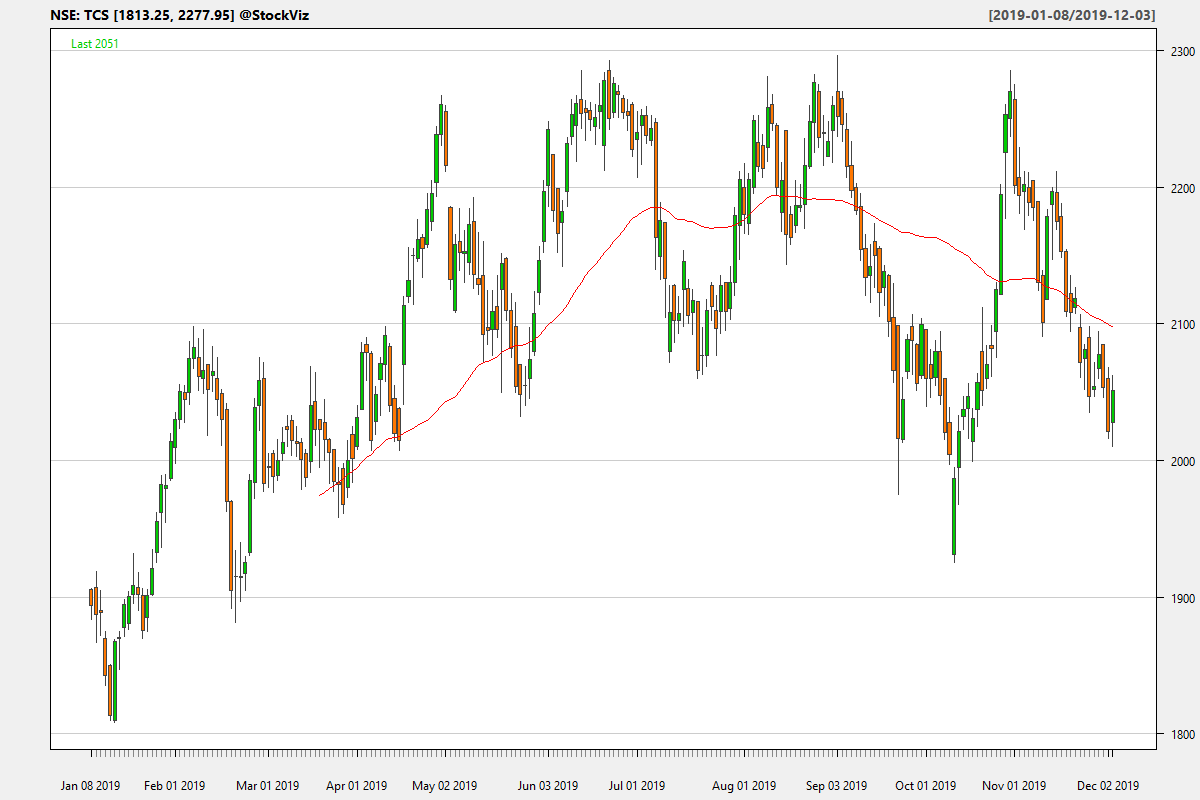 NSE: TCS [1813.25, 2277.95] @StockViz
[2019-01-08/2019-12-03]
Last 2051
2300
2200
2100
2000
1900
1800
Jan 08 2019
Feb 01 2019
Mar 01 2019
Apr 01 2019
May 02 2019
Jun 03 2019
Jul 01 2019
Aug 01 2019
Sep 03 2019
Oct 01 2019
Nov 01 2019
Dec 02 2019